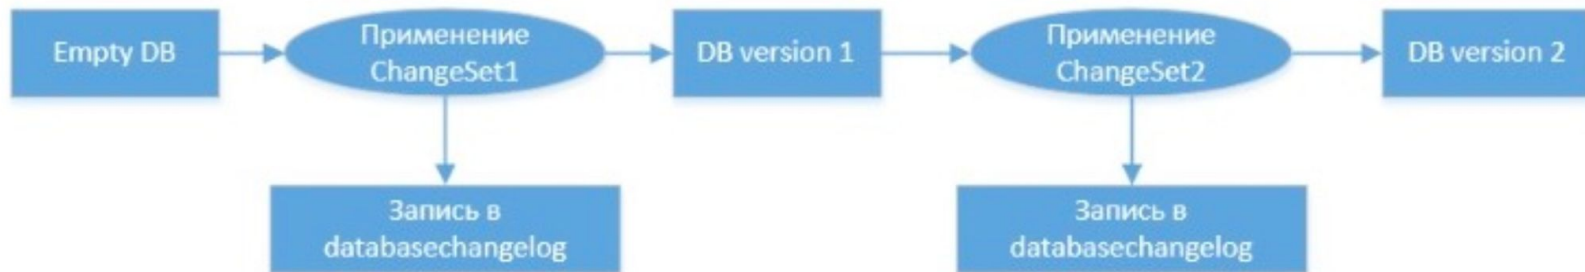 Empty DB
Применение
ChangeSet1
DB version 1
Применение
ChangeSet2
DB version 2
Запись в
databasechangelog
Запись в
databasechangelog